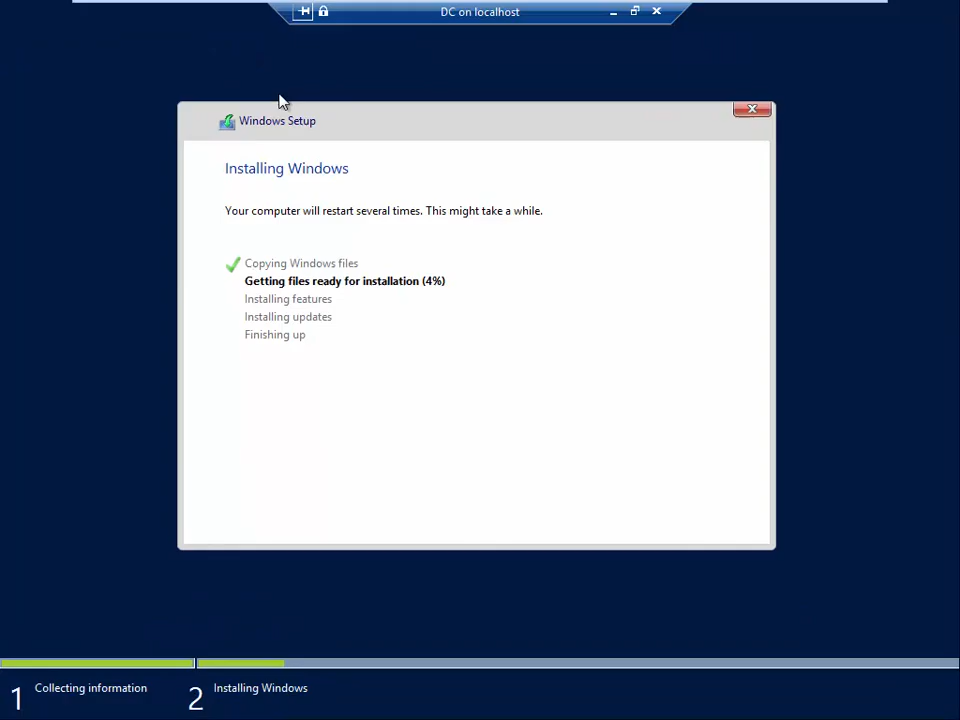 DC on localhost
Windows Setup
Installing Windows
Your computer will restart several times. This might take a while.
Copying Windows files
Getting files ready for installation (4%)
Installing features
Installing updates
Finishing up
1 Collecting information
2 Installing Windows